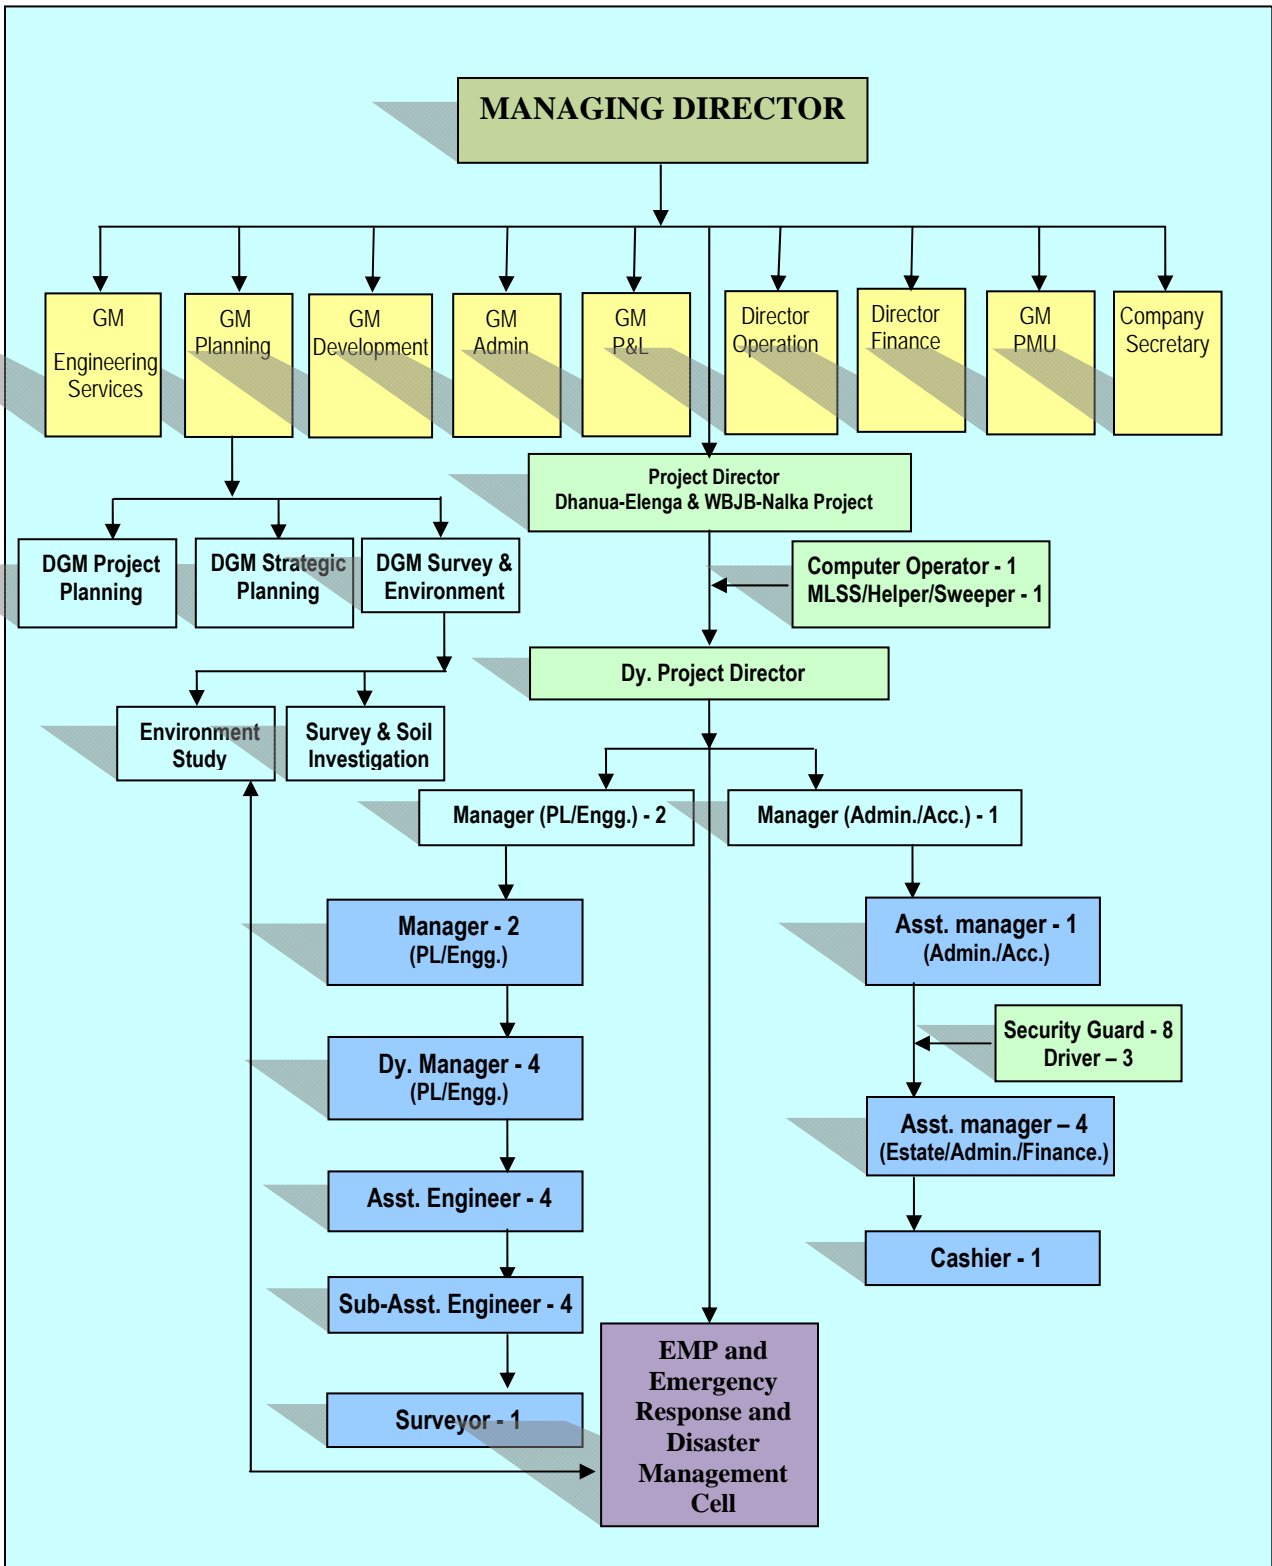 MANAGING DIRECTOR
GM
Engineering
Services
GM
Planning
GM
Development
GM
Admin
GM
P&L
Director
Operation
Director
Finance
GM
PMU
Company
Secretary
Project Director
Dhanua-Elenga & WBJB-Nalka Project
DGM Project
Planning
DGM Strategic
Planning
DGM Survey &
Environment
Computer Operator - 1
MLSS/Helper/Sweeper - 1
Dy. Project Director
Environment
Study
Survey & Soil
Investigation
Manager (PL/Engg.) - 2
Manager (Admin./Acc.) - 1
Manager - 2
(PL/Engg.)
Asst. manager - 1
(Admin./Acc.)
Security Guard - 8
Driver – 3
Dy. Manager - 4
(PL/Engg.)
Asst. manager – 4
(Estate/Admin./Finance.)
Asst. Engineer - 4
Cashier - 1
Sub-Asst. Engineer - 4
Surveyor - 1
EMP and
Emergency
Response and
Disaster
Management
Cell